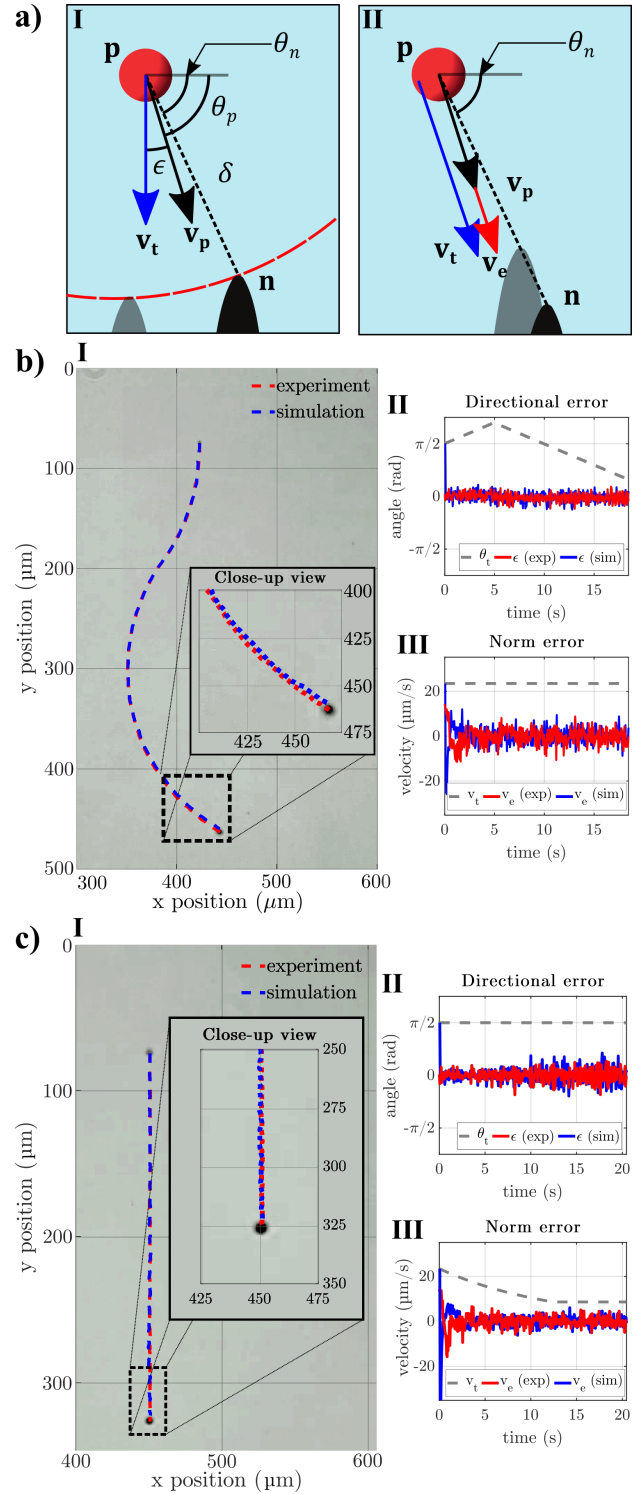 a)
I
p
θn
θp
ϵ
δ
vt
vp
n
II
p
θn
vp
vt
ve
n
b)
I
0
100
200
300
400
500
300
400
500
600
y position (µm)
x position (μm)
experiment
simulation
Close-up view
400
425
450
475
425
450
II
Directional error
π/2
0
-π/2
angle (rad)
θt ϵ (exp) ϵ (sim)
0 5 10 15
time (s)
III
Norm error
20
0
-20
velocity (µm/s)
vt ve (exp) ve (sim)
0 5 10 15
time (s)
c)
I
0
100
200
300
400
500
600
y position (µm)
x position (µm)
experiment
simulation
Close-up view
250
275
300
325
350
425 450 475
II
Directional error
π/2
0
-π/2
angle (rad)
θt ϵ (exp) ϵ (sim)
0 5 10 15 20
time (s)
III
Norm error
20
0
-20
velocity (µm/s)
vt ve (exp) ve (sim)
0 5 10 15 20
time (s)